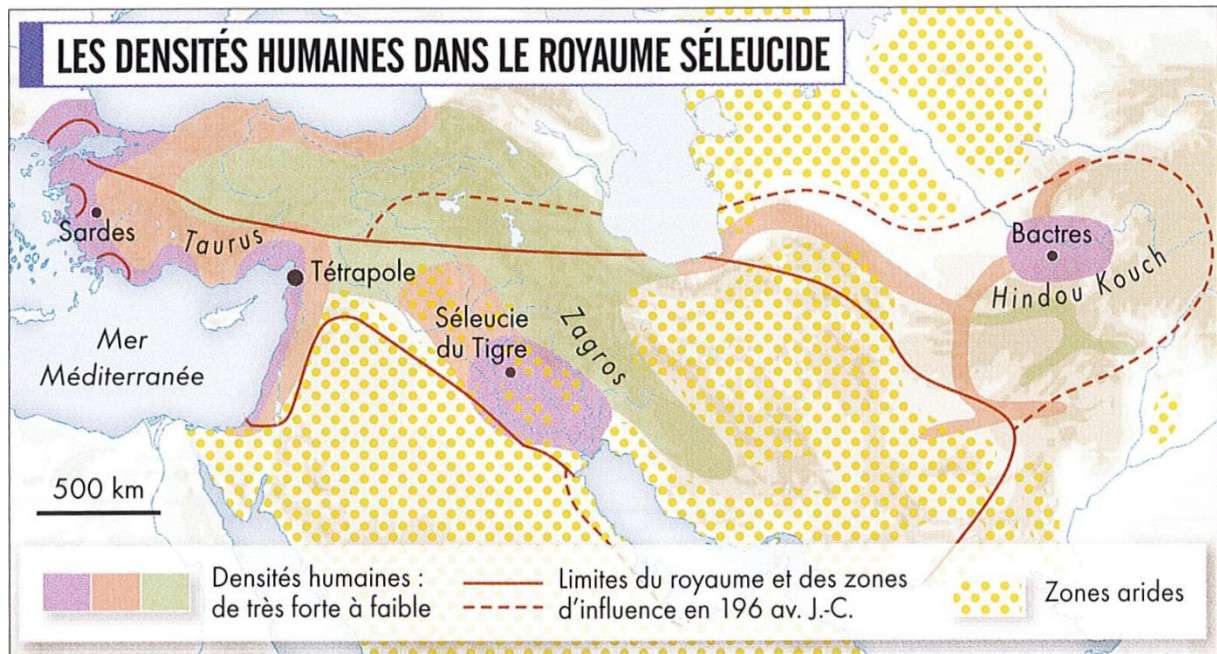 LES DENSITÉS HUMAINES DANS LE ROYAUME SÉLEUCIDE
Sardes
Taurus
Tétrapole
Mer
Méditerranée
Séleucie
du Tigre
Zagros
Bactres
Hindou Kouch
500 km
Densités humaines :
de très forte à faible
Limites du royaume et des zones
d'influence en 196 av. J.-C.
Zones arides